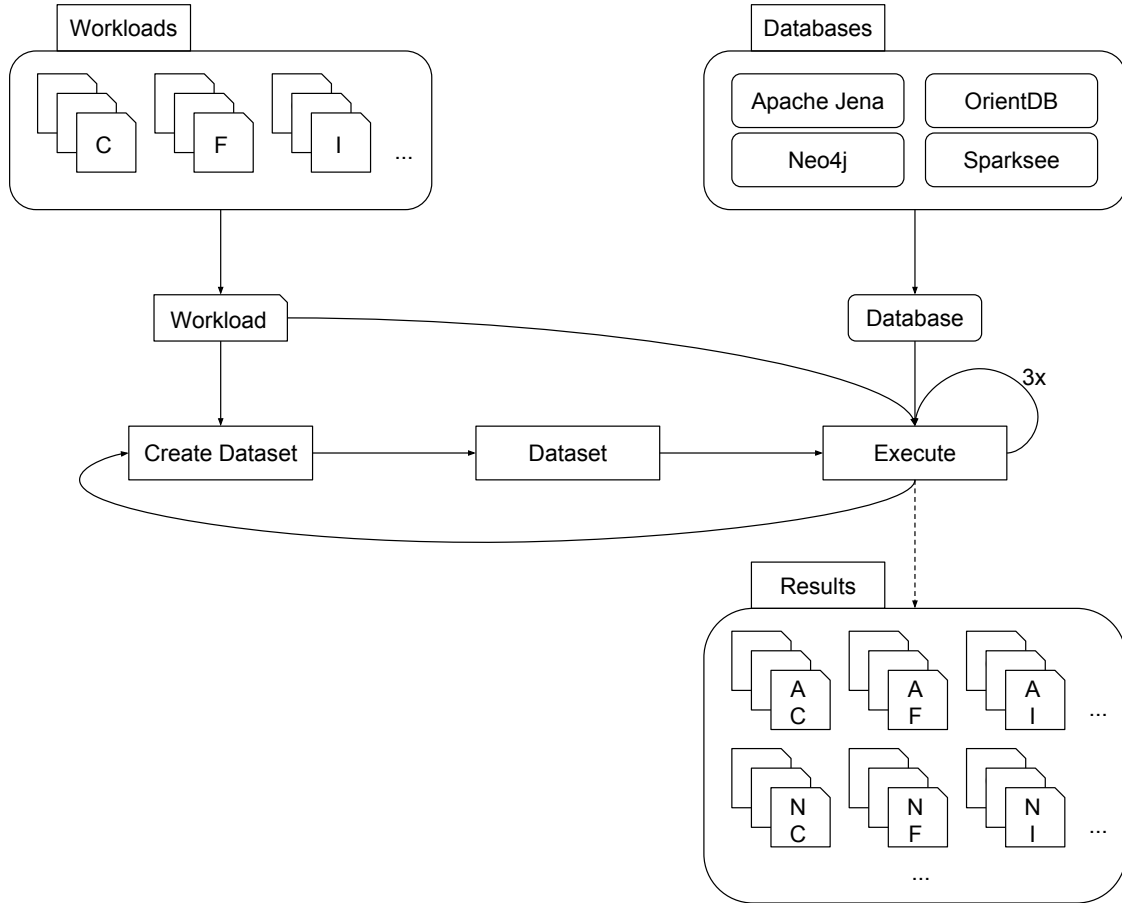 Workloads
C
F
I
...
Databases
Apache Jena
OrientDB
Neo4j
Sparksee
Workload
Database
3x
Create Dataset
Dataset
Execute
Results
A
C
A
F
A
I
...
N
C
N
F
N
I
...
...